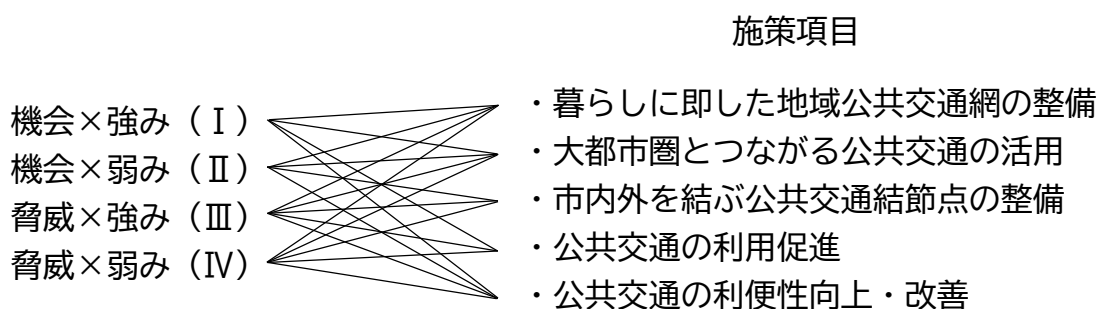 施策項目
機会×強み（Ⅰ）
機会×弱み（Ⅱ）
脅威×強み（Ⅲ）
脅威×弱み（Ⅳ）
・暮らしに即した地域公共交通網の整備
・大都市圏とつながる公共交通の活用
・市内外を結ぶ公共交通結節点の整備
・公共交通の利用促進
・公共交通の利便性向上・改善